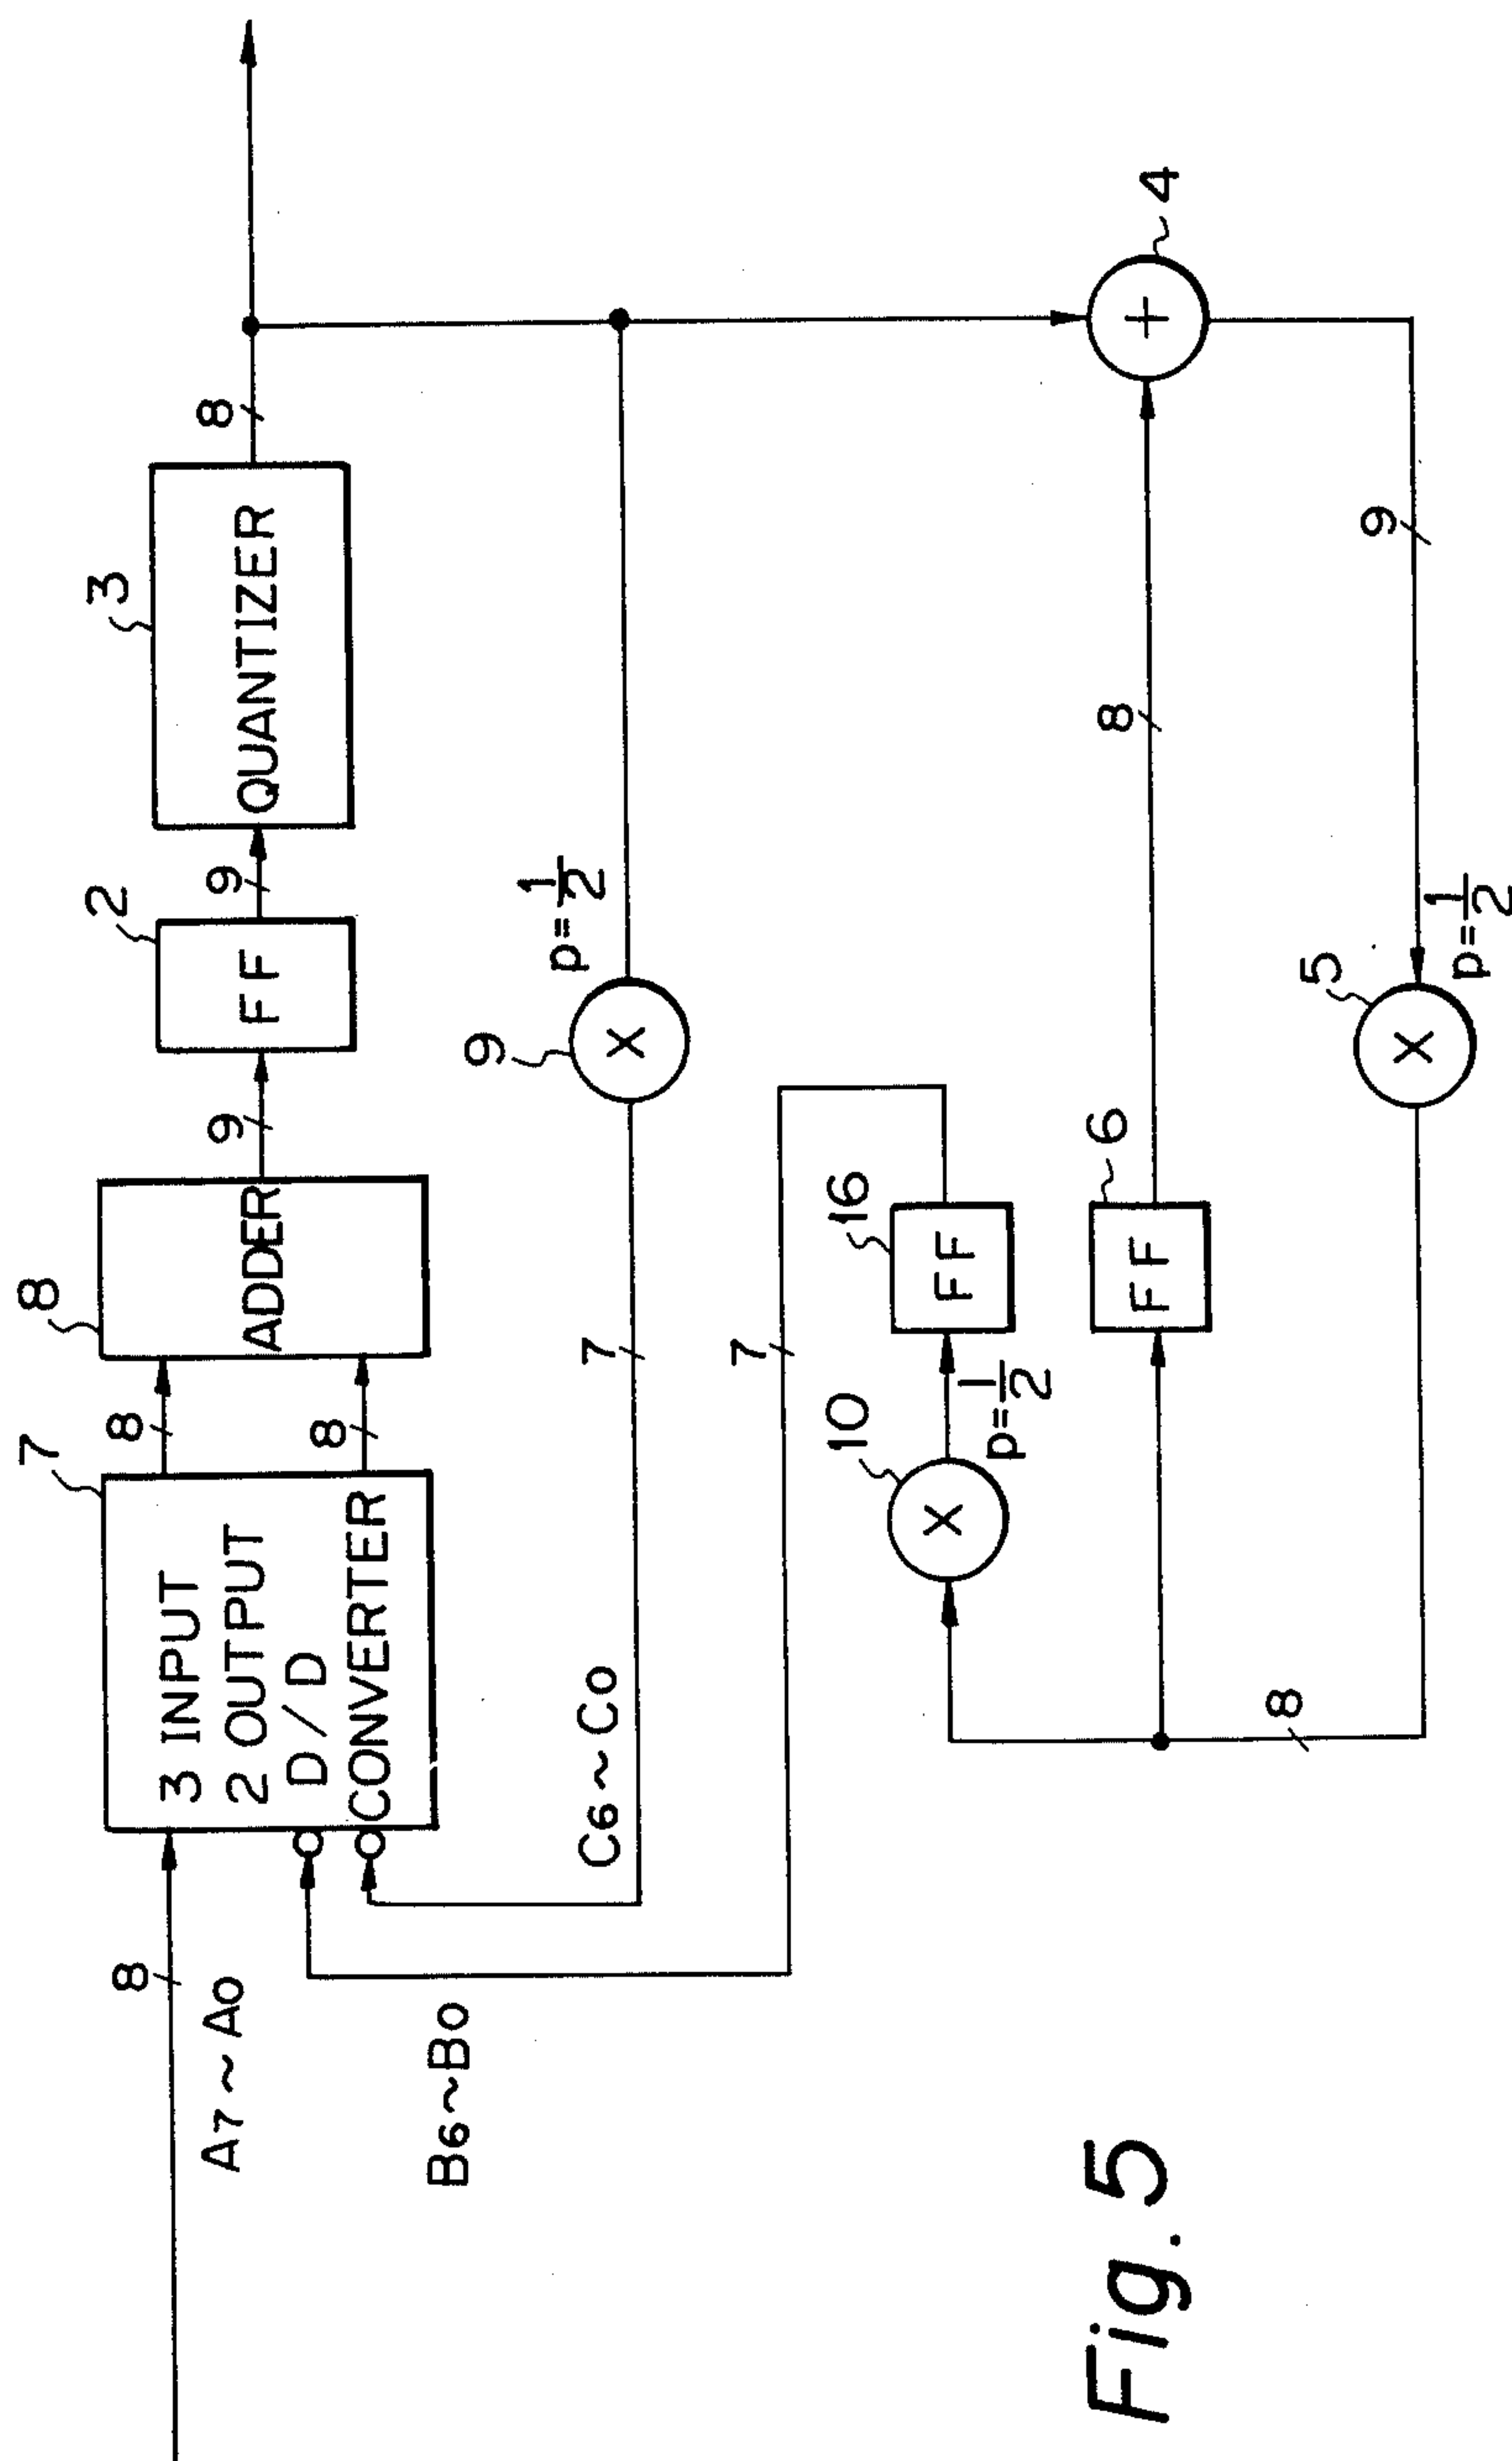 8
A7~A0
B6~B0
7
3 INPUT
2 OUTPUT
D/D
CONVERTER
8
8
8
ADDER
9
2
FF
9
3
QUANTIZER
8
C6~C0
7
9
X
p=1/2
7
10
X
p=1/2
16
FF
6
FF
8
4
+
9
5
X
p=1/2
8
Fig. 5